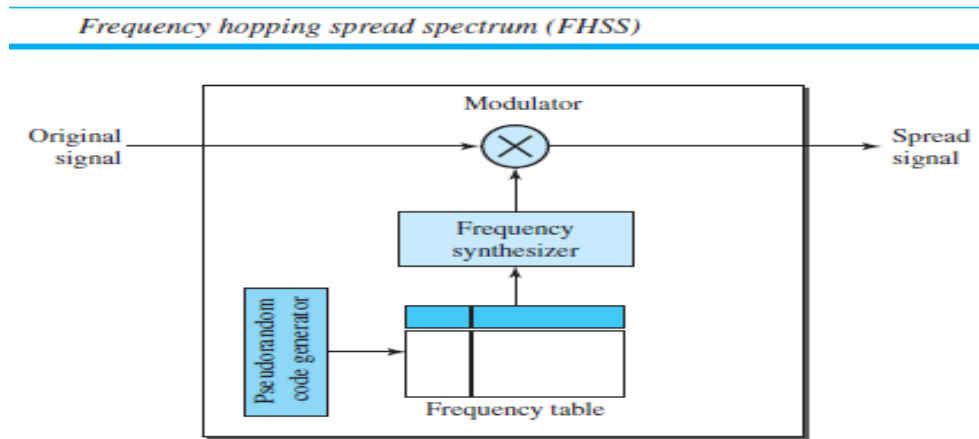 Frequency hopping spread spectrum (FHSS)
Modulator
Original
signal
Spread
signal
Frequency
synthesizer
Pseudorandom
code generator
Frequency table